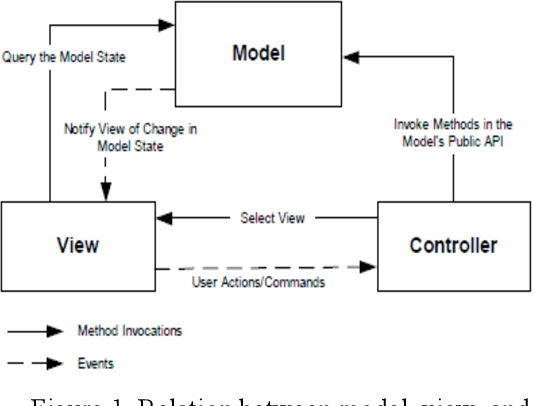 Model
Query the Model State
Notify View of Change in
Model State
Invoke Methods in the
Model's Public API
View
Select View
Controller
User Actions/Commands
Method Invocations
Events
Figure 1. Relation between model, view, and